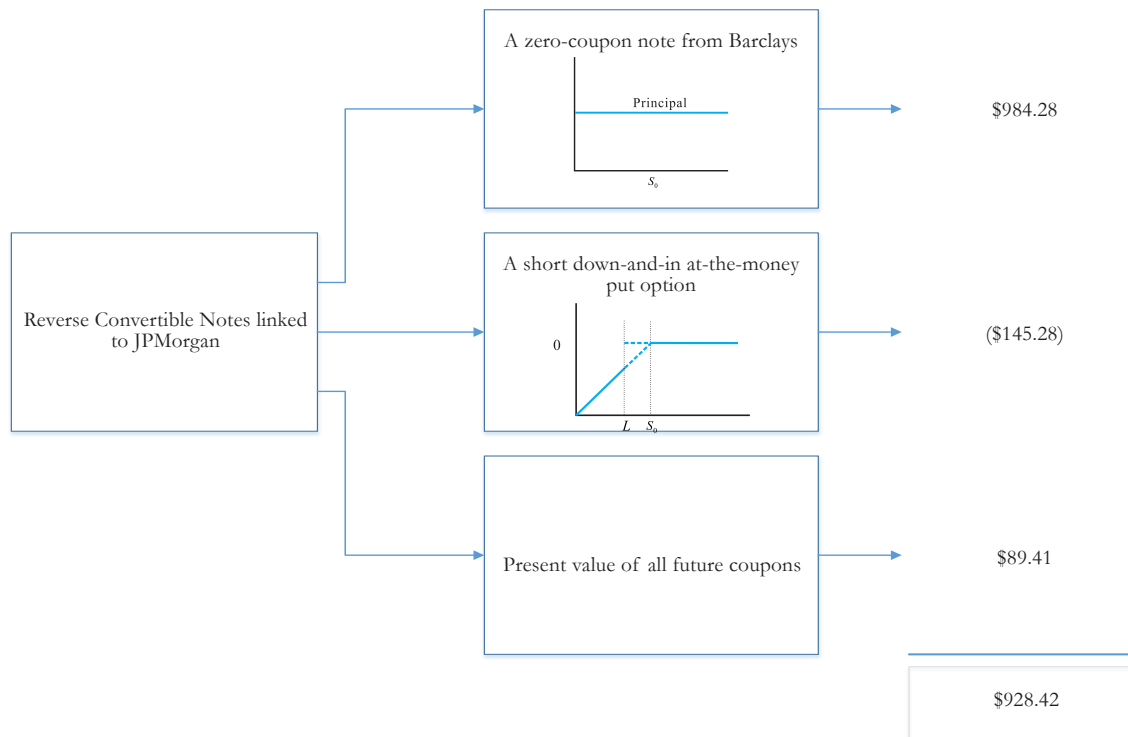 A zero-coupon note from Barclays
Principal
S₀
$984.28
Reverse Convertible Notes linked
to JPMorgan
A short down-and-in at-the-money
put option
0
L S₀
($145.28)
Present value of all future coupons
$89.41
$928.42